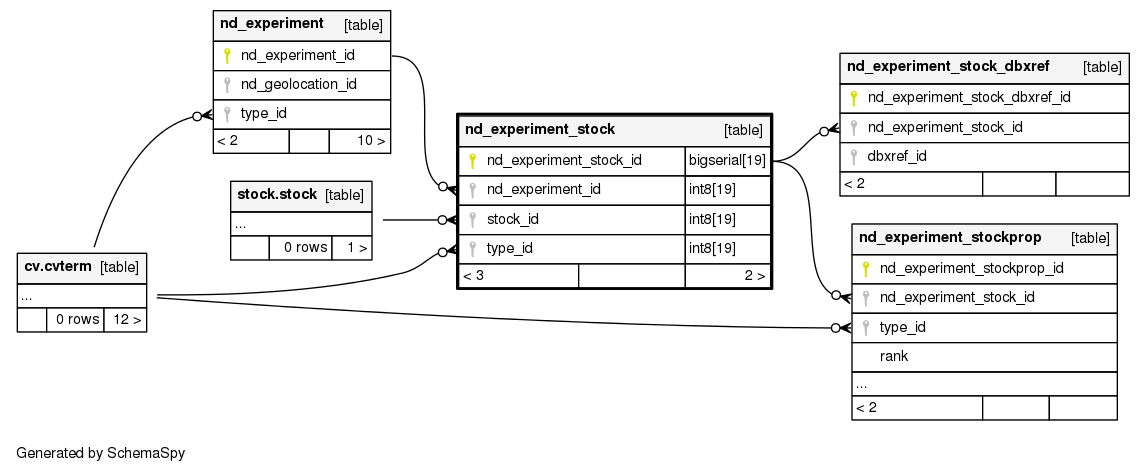 nd_experiment [table]
nd_experiment_id
nd_geolocation_id
type_id
< 2 10 >
stock.stock [table]
...
0 rows 1 >
cv.cvterm [table]
...
0 rows 12 >
nd_experiment_stock [table]
nd_experiment_stock_id bigserial[19]
nd_experiment_id int8[19]
stock_id int8[19]
type_id int8[19]
< 3 2 >
nd_experiment_stock_dbxref [table]
nd_experiment_stock_dbxref_id
nd_experiment_stock_id
dbxref_id
< 2
nd_experiment_stockprop [table]
nd_experiment_stockprop_id
nd_experiment_stock_id
type_id
rank
...
< 2
Generated by SchemaSpy